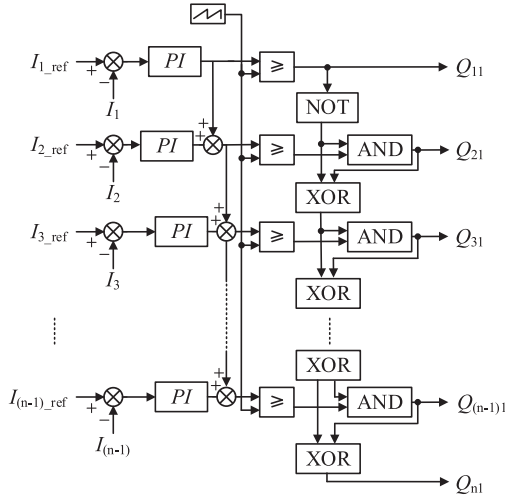 I1_ref + − PI ≥ Q11
I1
NOT
+ +
I2_ref + − PI ≥ AND Q21
I2
XOR
+ +
I3_ref + − PI ≥ AND Q31
I3
XOR
XOR
+ +
I(n-1)_ref + − PI ≥ AND Q(n-1)1
I(n-1)
XOR
Qn1